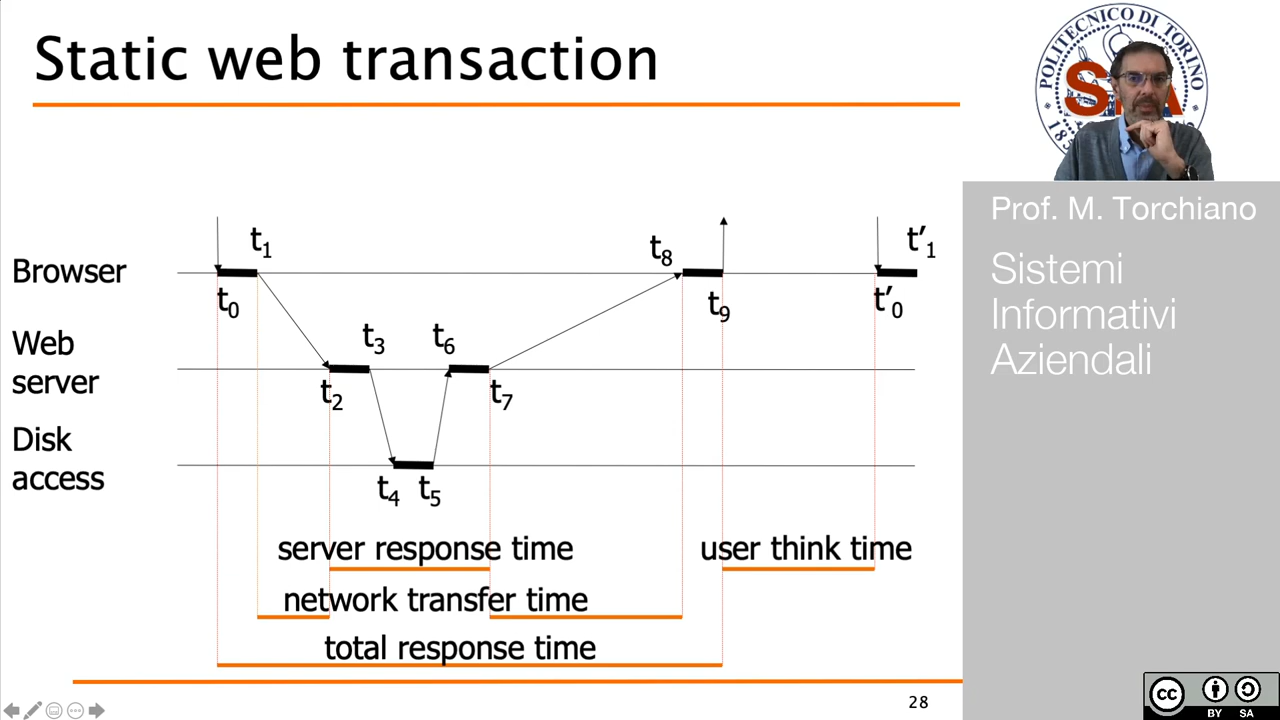 Static web transaction
POLITECNICO DI TORINO
Prof. M. Torchiano
Sistemi
Informativi
Aziendali
t1
t8
t'1
Browser
t0
t9
t'0
Web
server
t3
t6
t2
t7
Disk
access
t4
t5
server response time
user think time
network transfer time
total response time
28
cc
BY
SA